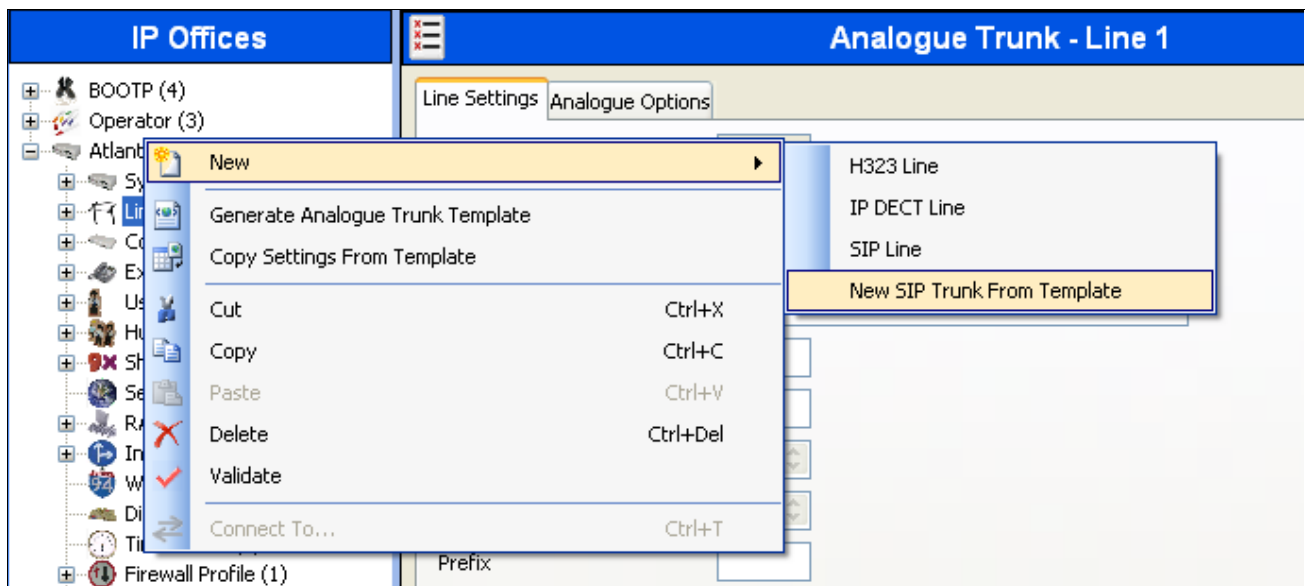 IP Offices
Analogue Trunk - Line 1
BOOTP (4)
Operator (3)
Line Settings
Analogue Options
New
Generate Analogue Trunk Template
Copy Settings From Template
Cut Ctrl+X
Copy Ctrl+C
Paste Ctrl+V
Delete Ctrl+Del
Validate
Connect To... Ctrl+T
H323 Line
IP DECT Line
SIP Line
New SIP Trunk From Template
Prefix
Firewall Profile (1)